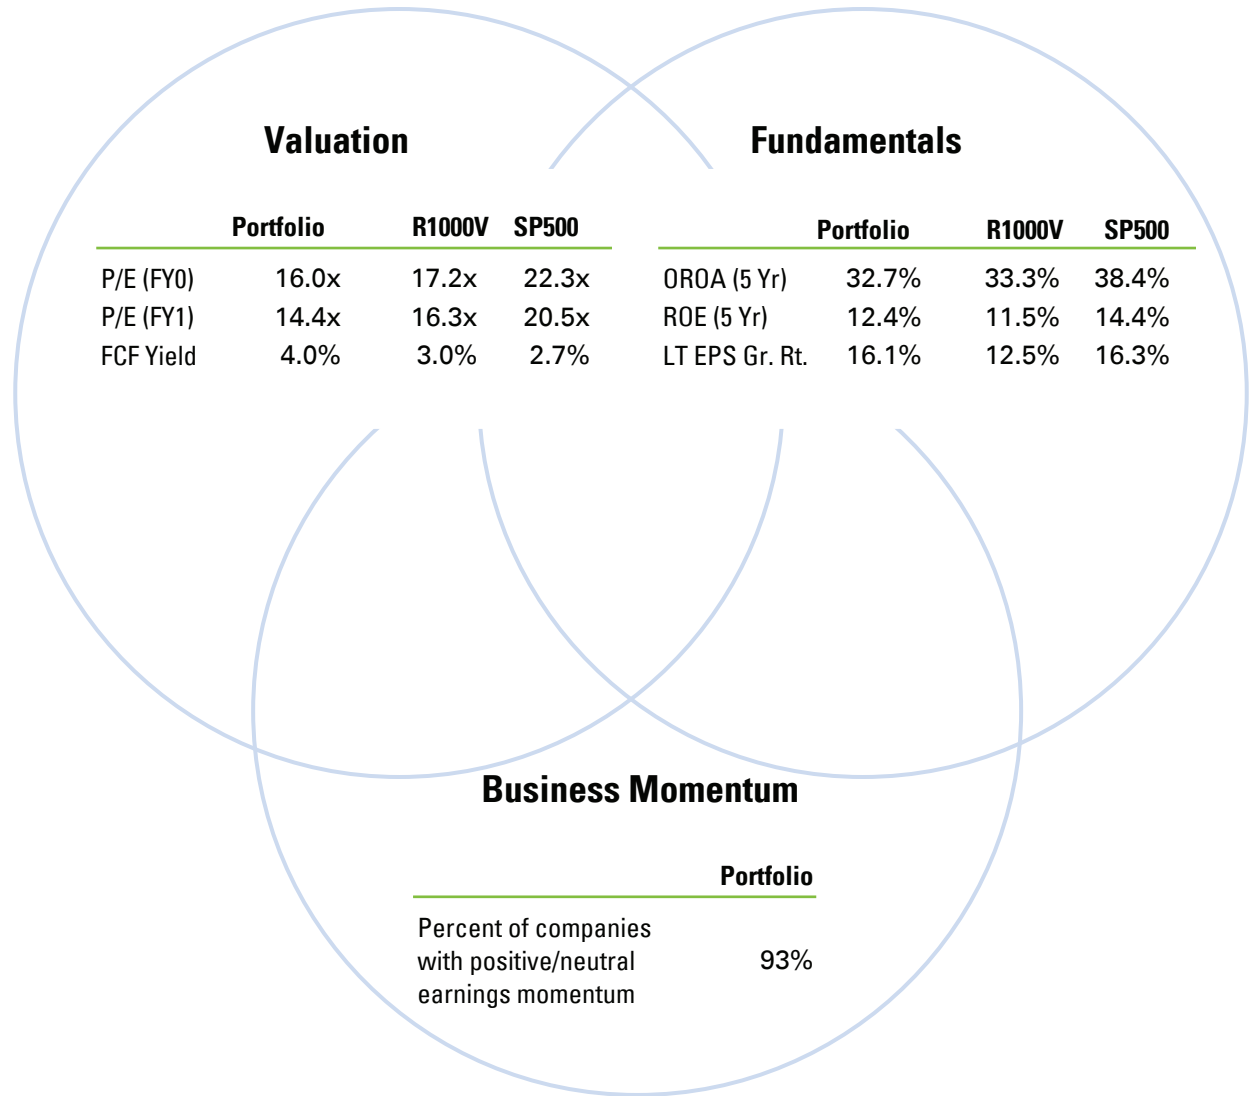 Valuation
Portfolio R1000V SP500
P/E (FY0) 16.0x 17.2x 22.3x
P/E (FY1) 14.4x 16.3x 20.5x
FCF Yield 4.0% 3.0% 2.7%
Fundamentals
Portfolio R1000V SP500
OROA (5 Yr) 32.7% 33.3% 38.4%
ROE (5 Yr) 12.4% 11.5% 14.4%
LT EPS Gr. Rt. 16.1% 12.5% 16.3%
Business Momentum
Portfolio
Percent of companies
with positive/neutral 93%
earnings momentum